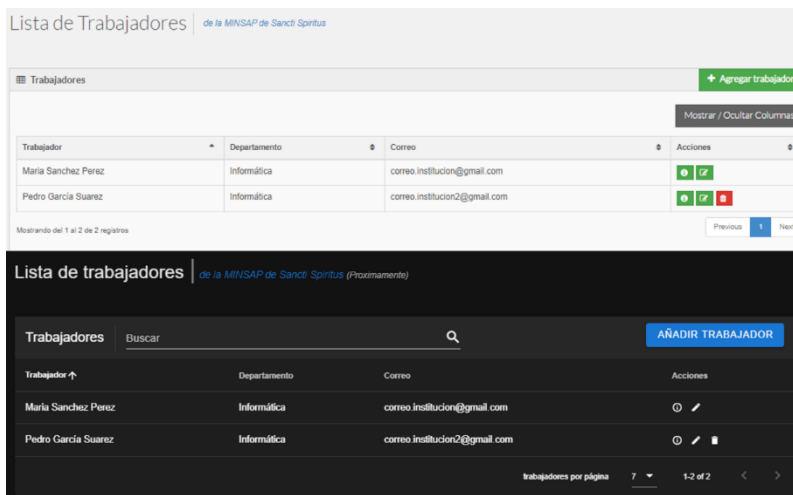 Lista de Trabajadores de la MINSAP de Sancti Spiritus
Trabajadores + Agregar trabajador
Mostrar / Ocultar Columnas
Trabajador Departamento Correo Acciones
Maria Sanchez Perez Informática correo.institucion@gmail.com
Pedro García Suarez Informática correo.institucion2@gmail.com
Mostrando del 1 al 2 de 2 registros Previous 1 Next
Lista de trabajadores de la MINSAP de Sancti Spiritus (Proximamente)
Trabajadores Buscar AÑADIR TRABAJADOR
Trabajador Departamento Correo Acciones
Maria Sanchez Perez Informática correo.institucion@gmail.com
Pedro García Suarez Informática correo.institucion2@gmail.com
trabajadores por página 7 1-2 of 2